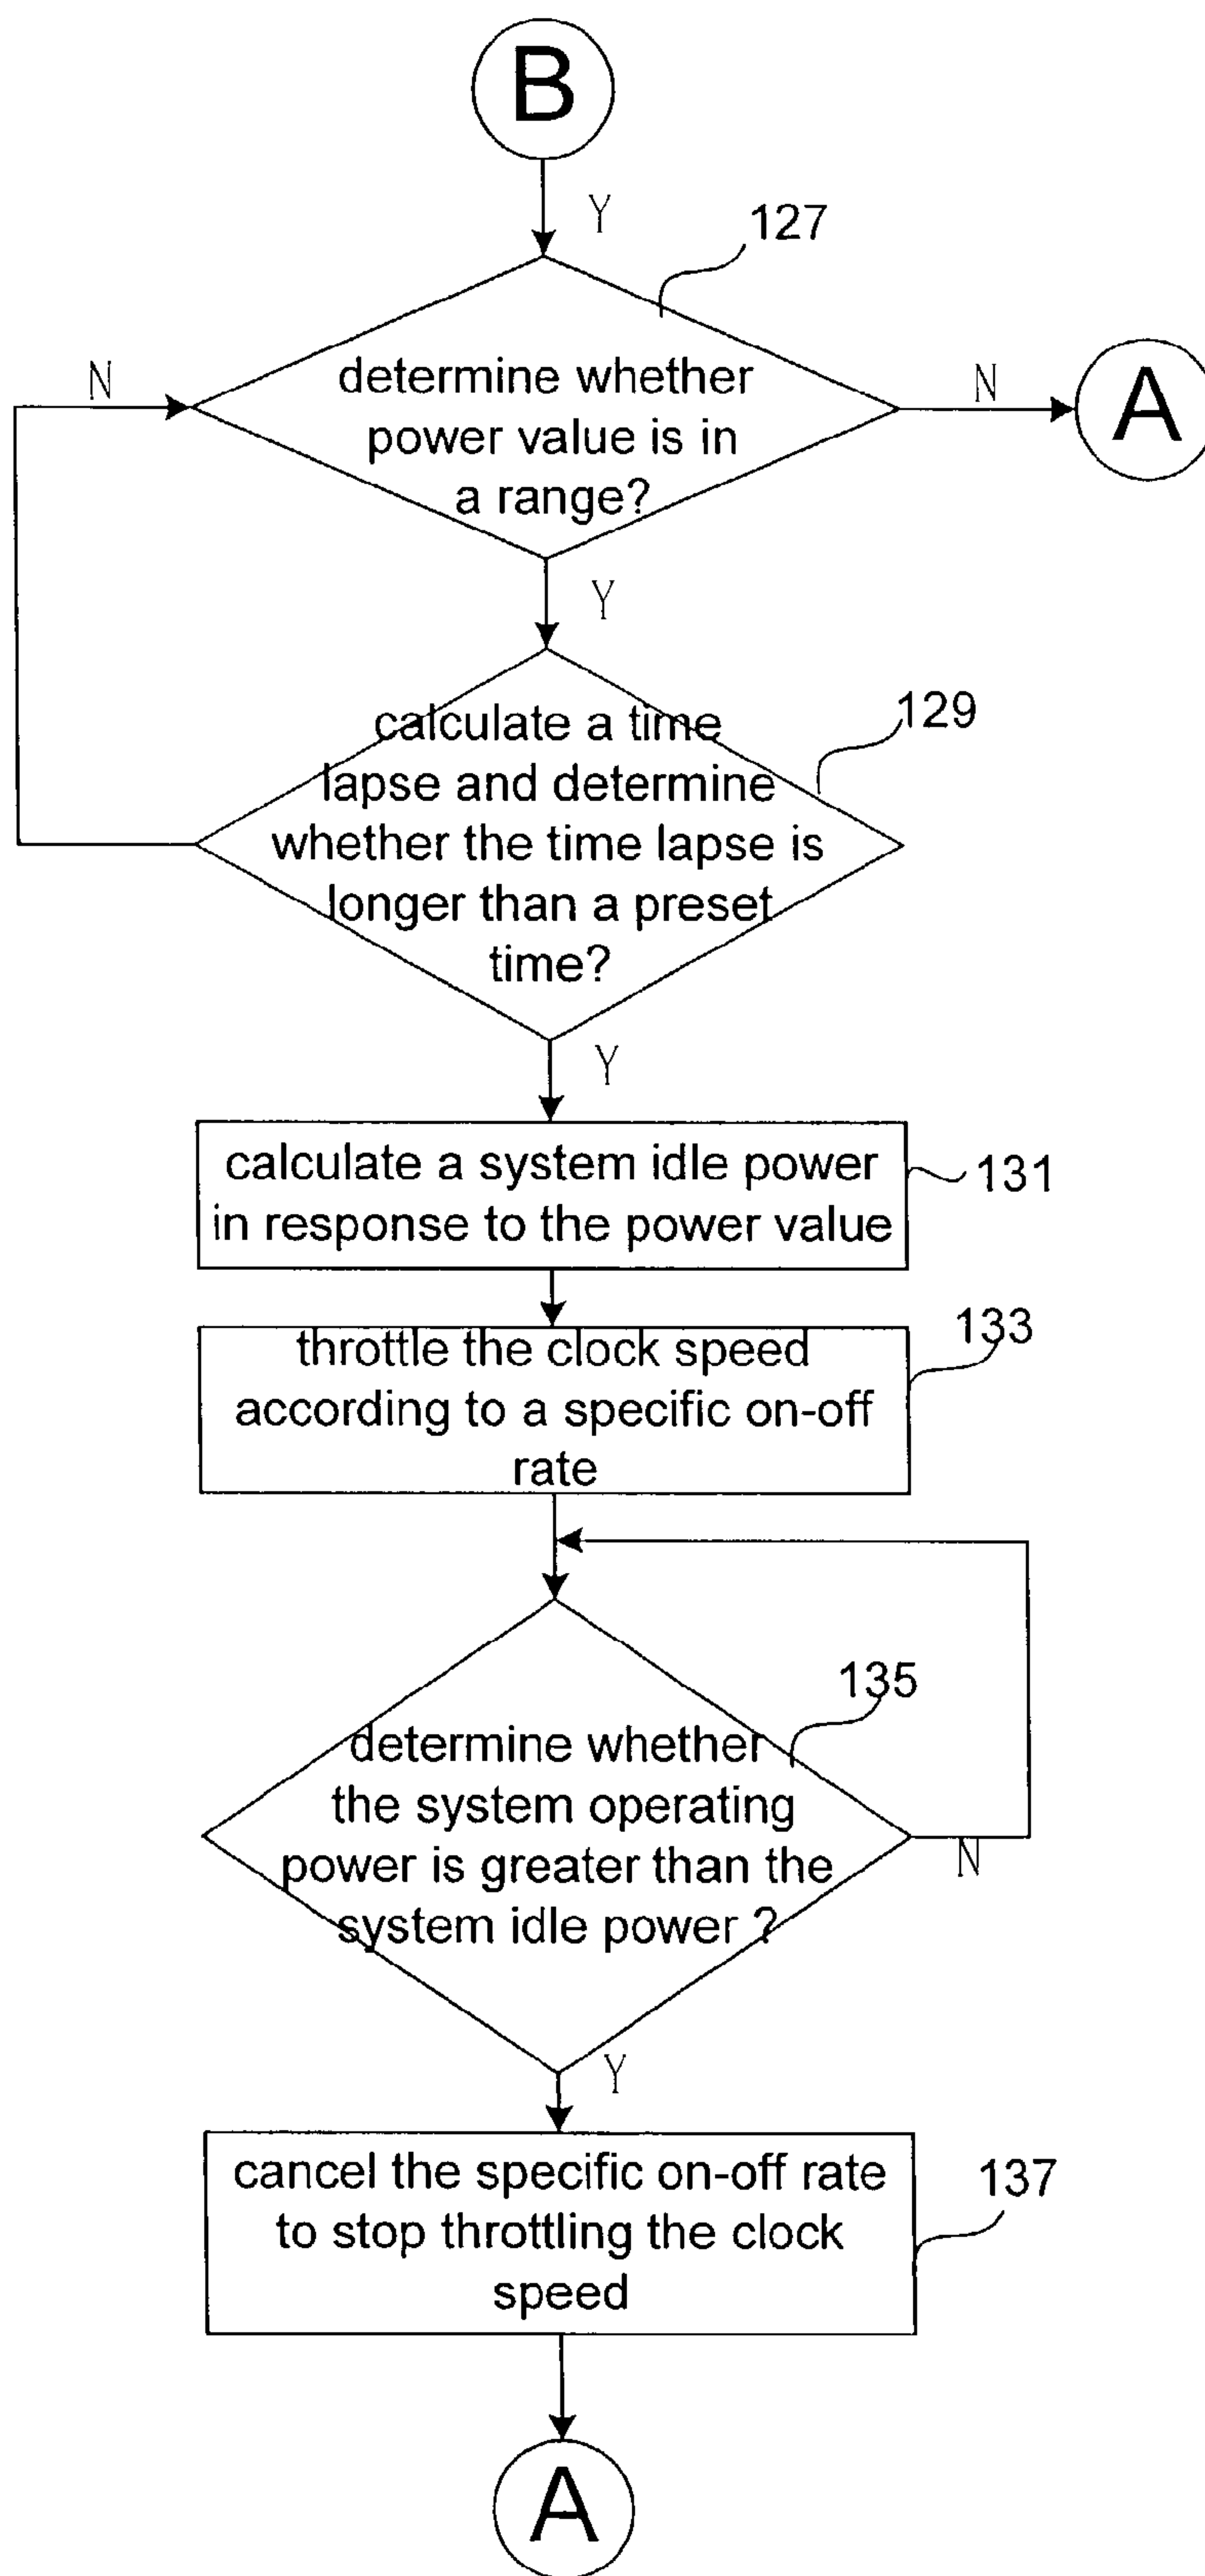 B
Y
127
determine whether
power value is in
a range?
N
N
A
Y
129
calculate a time
lapse and determine
whether the time lapse is
longer than a preset
time?
Y
calculate a system idle power
in response to the power value
131
133
throttle the clock speed
according to a specific on-off
rate
135
determine whether
the system operating
power is greater than the
system idle power ?
N
Y
cancel the specific on-off rate
to stop throttling the clock
speed
137
A